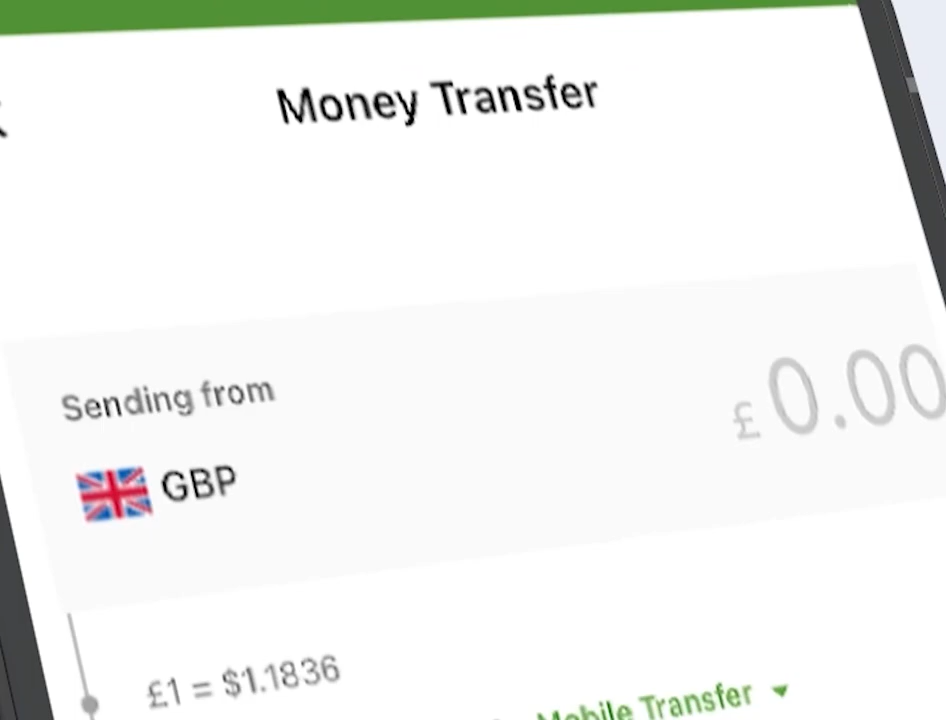 Money Transfer
Sending from
£0.00
GBP
£1 = $1.1836
Mobile Transfer